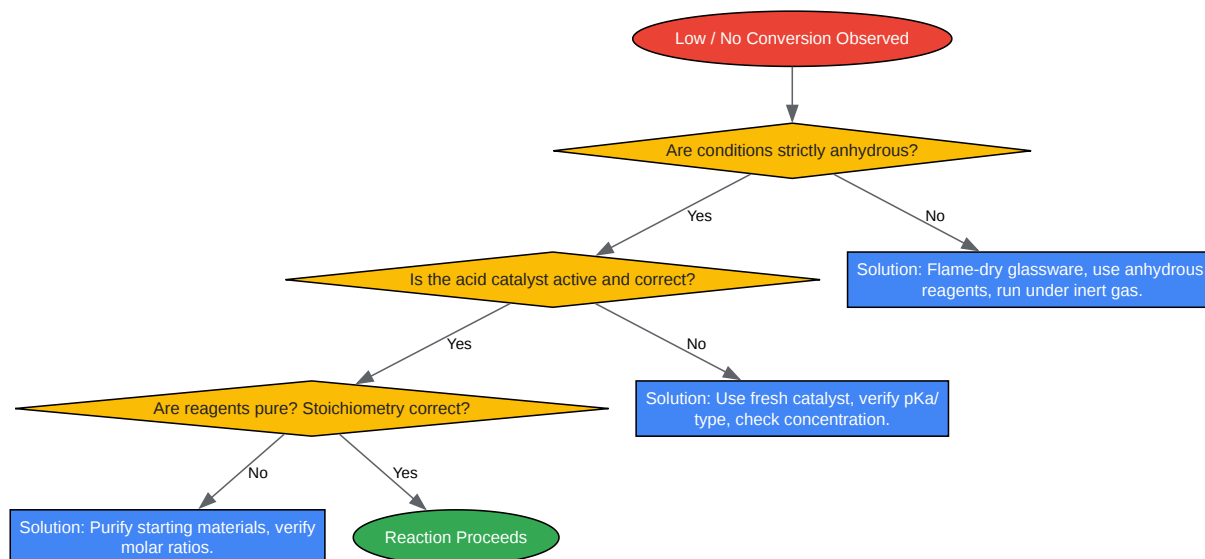 Low / No Conversion Observed
Are conditions strictly anhydrous?
Yes
No
Is the acid catalyst active and correct?
Solution: Flame-dry glassware, use anhydrous
reagents, run under inert gas.
Yes
No
Are reagents pure? Stoichiometry correct?
Solution: Use fresh catalyst, verify pKa/
type, check concentration.
No
Yes
Solution: Purify starting materials, verify
molar ratios.
Reaction Proceeds